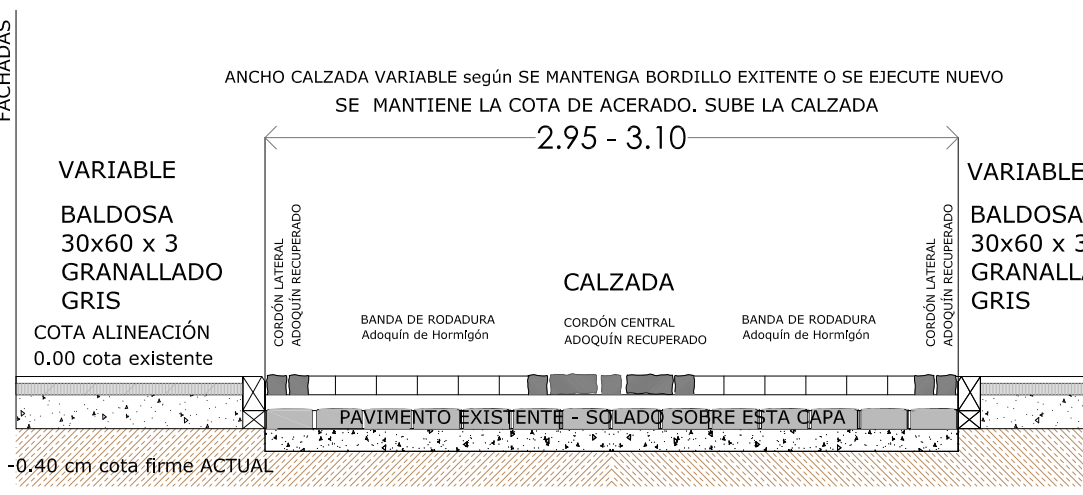 FACHADAS
ANCHO CALZADA VARIABLE según SE MANTENGA BORDILLO EXITENTE O SE EJECUTE NUEVO
SE MANTIENE LA COTA DE ACERADO. SUBE LA CALZADA
2.95 - 3.10
VARIABLE
BALDOSA
30x60 x 3
GRANALLADO
GRIS
COTA ALINEACIÓN
0.00 cota existente
CORDÓN LATERAL
ADOQUÍN RECUPERADO
BANDA DE RODADURA
Adoquín de Hormigón
CALZADA
CORDÓN CENTRAL
ADOQUÍN RECUPERADO
BANDA DE RODADURA
Adoquín de Hormigón
CORDÓN LATERAL
ADOQUÍN RECUPERADO
VARIABLE
BALDOSA
30x60 x 3
GRANALLA
GRIS
PAVIMENTO EXISTENTE - SOLADO SOBRE ESTA CAPA
-0.40 cm cota firme ACTUAL